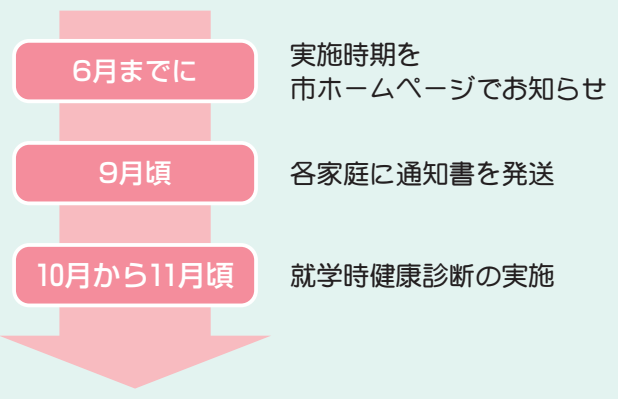 6月までに
実施時期を
市ホームページでお知らせ
9月頃
各家庭に通知書を発送
10月から11月頃
就学時健康診断の実施